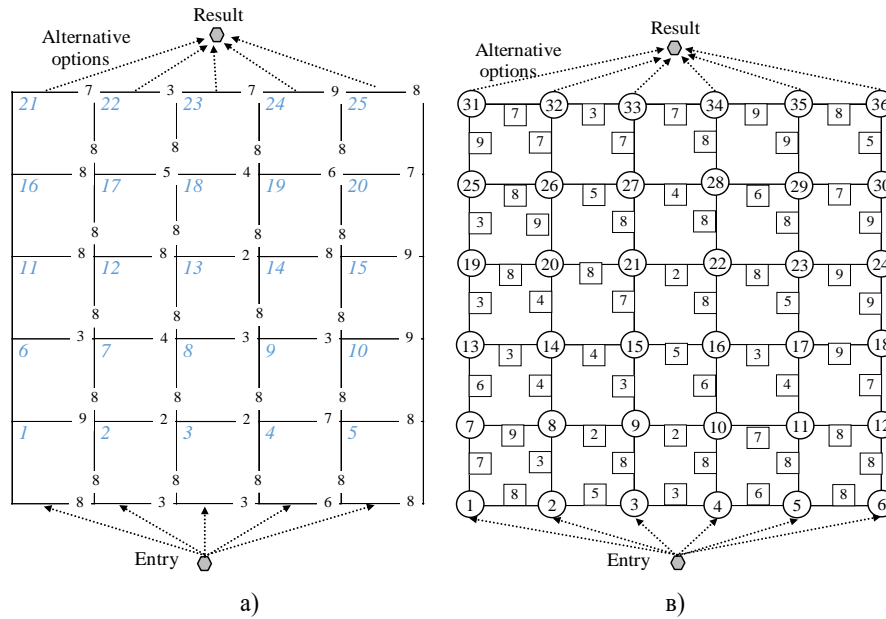 Result
Alternative
options
7 3 7 9 8
21 22 23 24 25
8 8 8 8
8 5 4 6 7
16 17 18 19 20
8 8 8 8
8 8 2 8 9
11 12 13 14 15
8 8 8 8
3 4 3 3 9
6 7 8 9 10
8 8 8 8
9 2 2 7 8
1 2 3 4 5
8 8 8 8
8 3 3 6 8
Entry
а)
Result
Alternative
options
31 7 32 3 33 7 34 9 35 8 36
9 7 7 8 9 5
25 8 26 5 27 4 28 6 29 7 30
3 9 8 8 8 9
19 8 20 8 21 2 22 8 23 9 24
3 4 7 8 5 9
13 3 14 4 15 5 16 3 17 9 18
6 4 3 6 4 7
7 9 8 2 9 2 10 7 11 8 12
7 3 8 8 8 8
1 8 2 5 3 3 4 6 5 8 6
Entry
в)